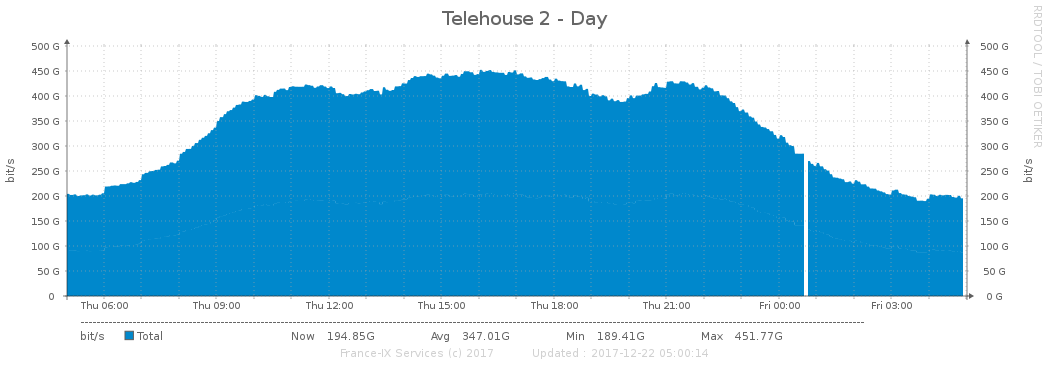 Telehouse 2 - Day
RRDTOOL / TOBI OETIKER
bit/s
500 G 500 G
450 G 450 G
400 G 400 G
350 G 350 G
300 G 300 G
250 G 250 G
200 G 200 G
150 G 150 G
100 G 100 G
50 G 50 G
0 0 G
bit/s
Thu 06:00 Thu 09:00 Thu 12:00 Thu 15:00 Thu 18:00 Thu 21:00 Fri 00:00 Fri 03:00
bit/s Total Now 194.85G Avg 347.01G Min 189.41G Max 451.77G
France-IX Services (c) 2017 Updated : 2017-12-22 05:00:14